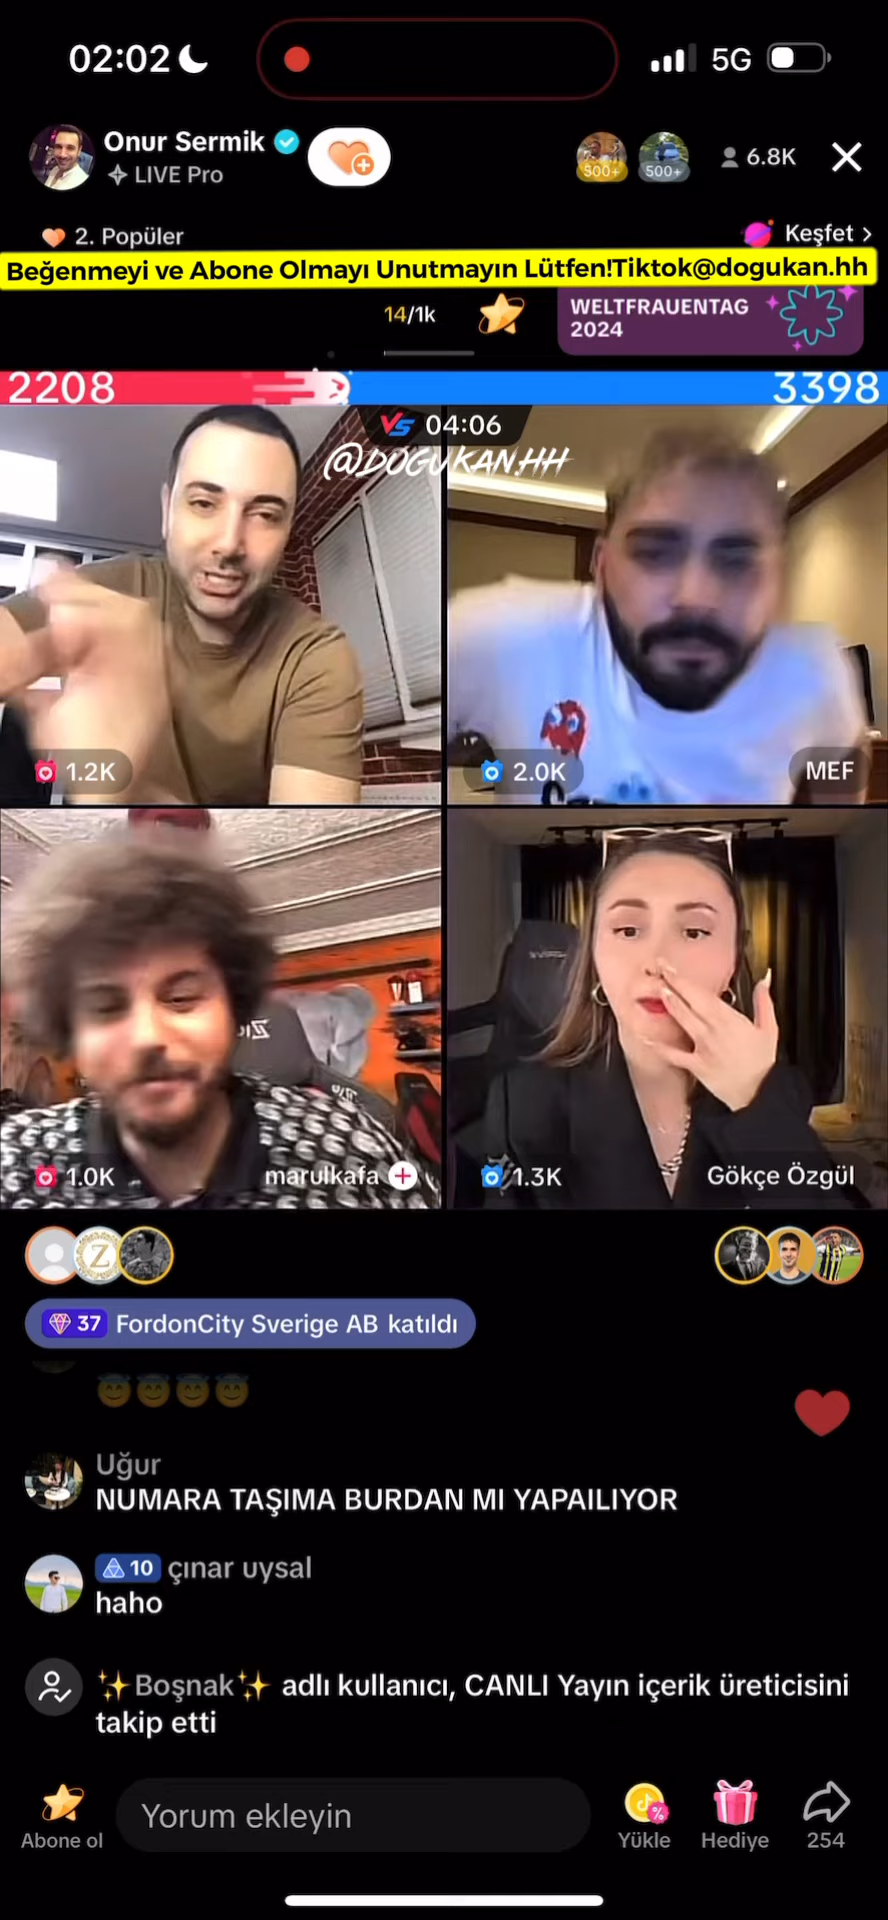 02:02
5G
Onur Sermik
LIVE Pro
500+
500+
6.8K
2. Popüler
Keşfet >
Beğenmeyi ve Abone Olmayı Unutmayın Lütfen!Tiktok@dogukan.hh
14/1k
WELTFRAUENTAG
2024
2208
3398
VS 04:06
@DOGUKAN.HH
1.2K
2.0K
MEF
1.0K
marulkafa
1.3K
Gökçe Özgül
Z
37 FordonCity Sverige AB katıldı
Uğur
NUMARA TAŞIMA BURDAN MI YAPAILIYOR
10 çınar uysal
haho
✨Boşnak✨ adlı kullanıcı, CANLI Yayın içerik üreticisini
takip etti
Abone ol
Yorum ekleyin
Yükle
Hediye
254